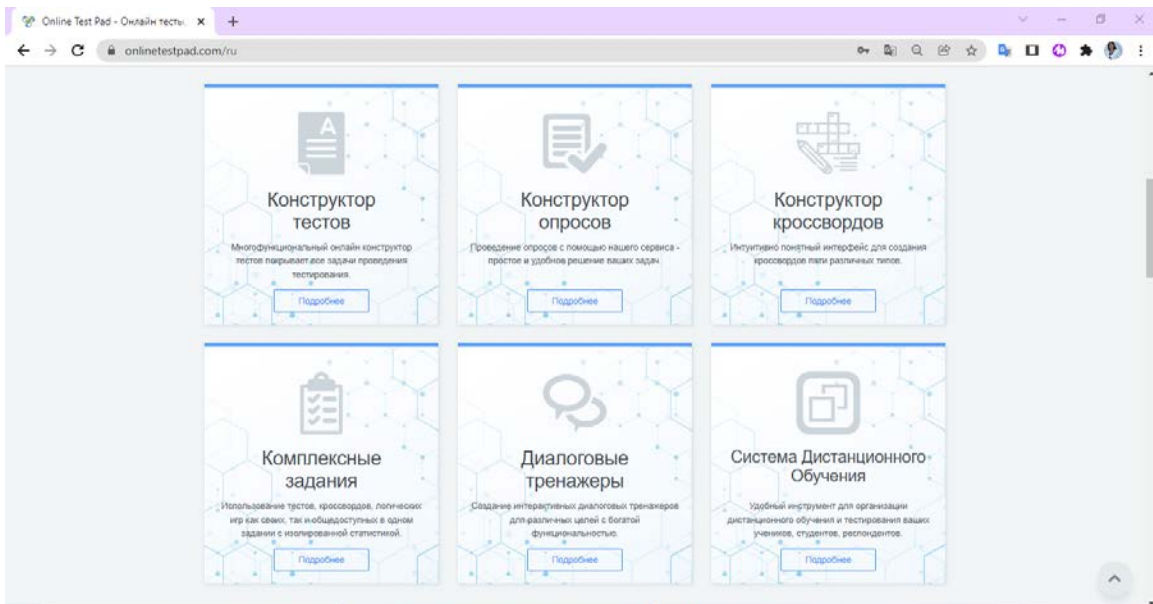 Online Test Pad - Онлайн тесты,
onlinetestpad.com/ru
A
Конструктор
тестов
Многофункциональный онлайн конструктор
тестов покрывает все задачи проведения
тестирования.
Подробнее
Конструктор
опросов
Проведение опросов с помощью нашего сервиса -
простое и удобное решение ваших задач.
Подробнее
Конструктор
кроссвордов
Интуитивно понятный интерфейс для создания
кроссвордов пяти различных типов.
Подробнее
Комплексные
задания
Использование тестов, кроссвордов, логических
игр как своих, так и общедоступных в одном
задании с изолированной статистикой.
Подробнее
Диалоговые
тренажеры
Создание интерактивных диалоговых тренажеров
для различных целей с богатой
функциональностью.
Подробнее
Система Дистанционного
Обучения
Удобный инструмент для организации
дистанционного обучения и тестирования ваших
учеников, студентов, респондентов.
Подробнее